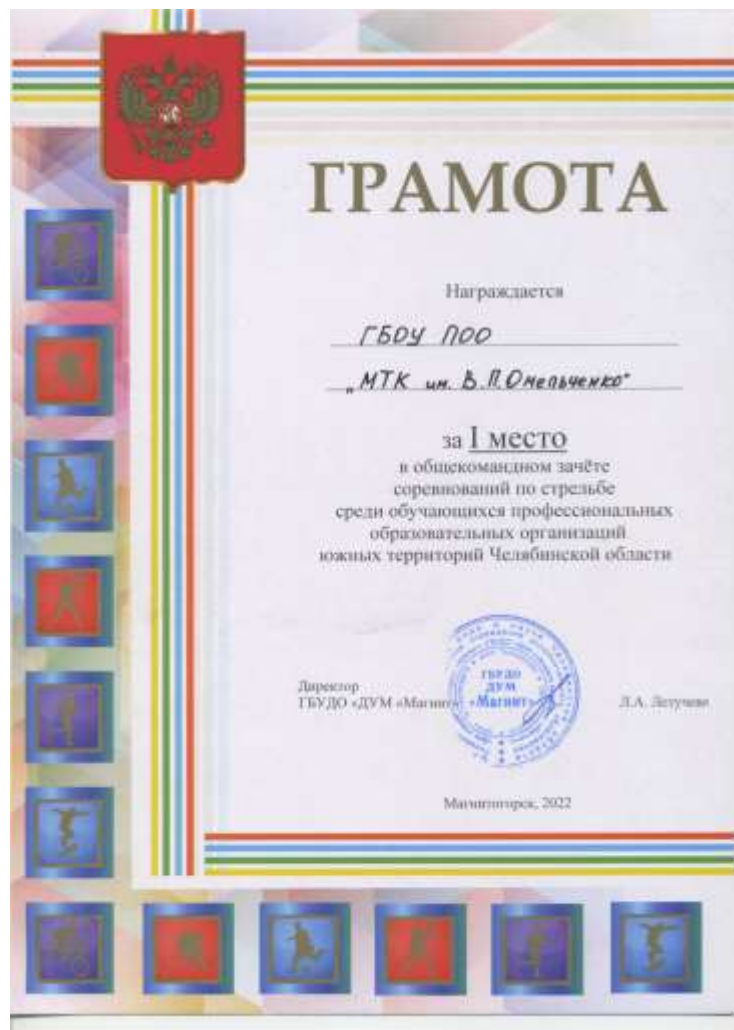 ГРАМОТА
Награждается
ГБОУ ПОО
„МТК им. В.П.Омельченко"
за I место
в общекомандном зачёте
соревнований по стрельбе
среди обучающихся профессиональных
образовательных организаций
южных территорий Челябинской области
Директор
ГБУДО «ДУМ «Магнит»
ГБУДО
ДУМ
«Магнит»
Л.А.
Магнитогорск, 2022